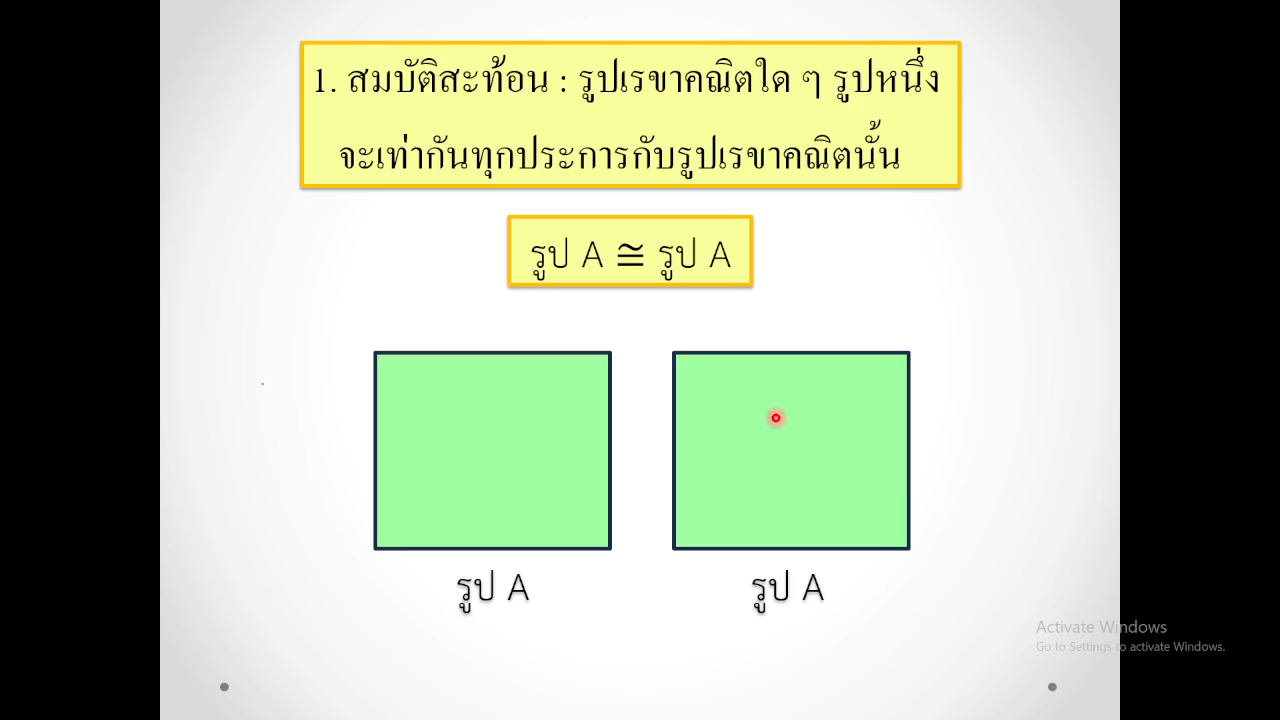 1. สมบัติสะท้อน : รูปเรขาคณิตใด ๆ รูปหนึ่ง
จะเท่ากันทุกประการกับรูปเรขาคณิตนั้น
รูป A ≅ รูป A
รูป A
รูป A
Activate Windows
Go to Settings to activate Windows.